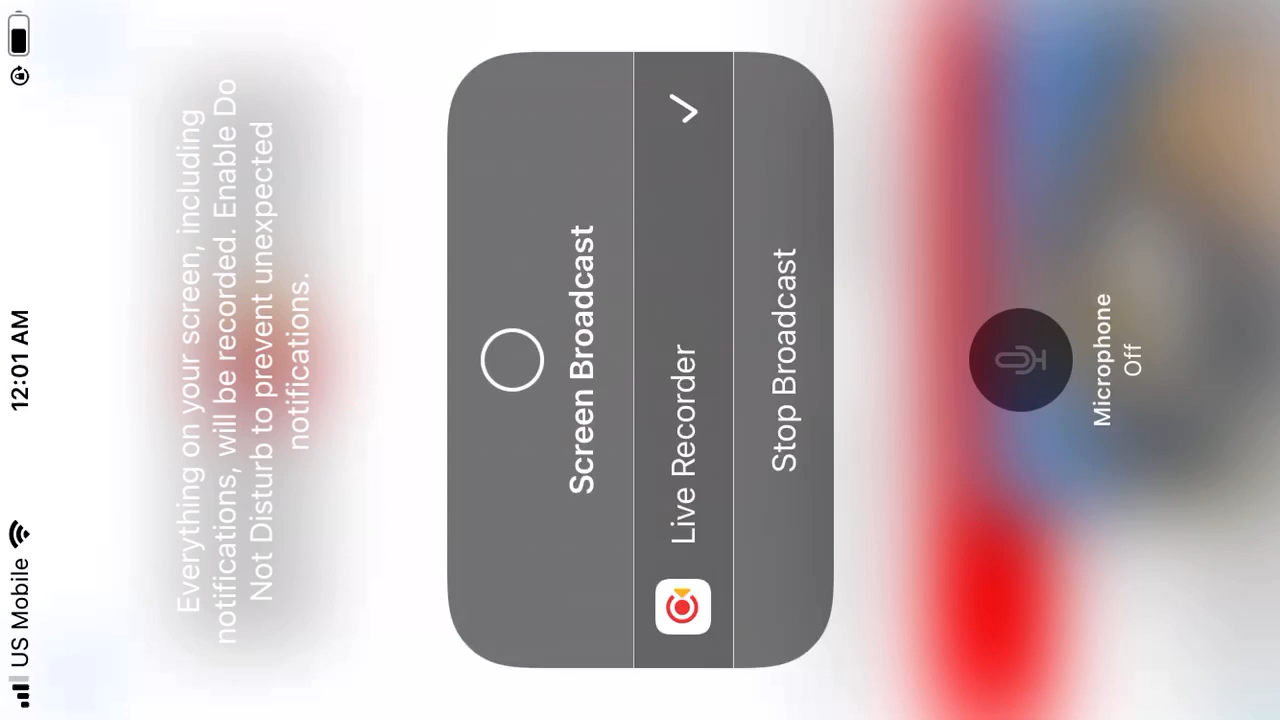 US Mobile
12:01 AM
Everything on your screen, including
notifications, will be recorded. Enable Do
Not Disturb to prevent unexpected
notifications.
Screen Broadcast
Live Recorder
Stop Broadcast
Microphone
Off